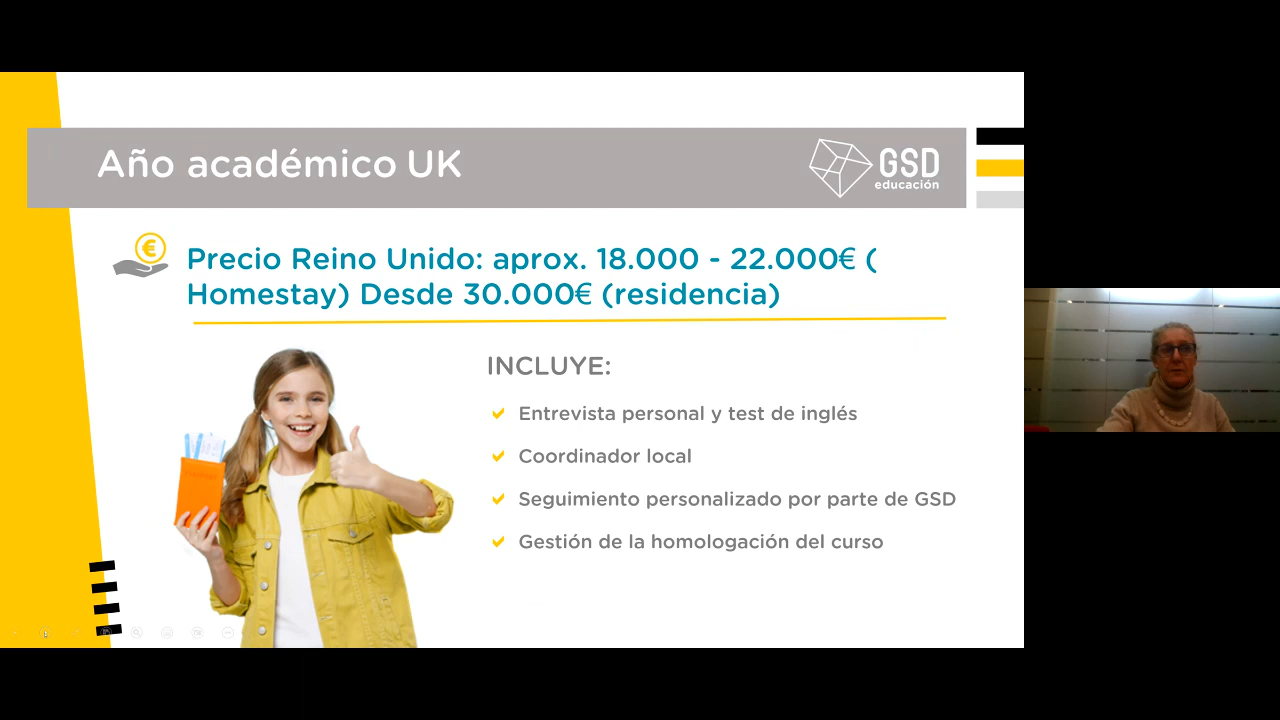 Año académico UK
GSD
educación
Precio Reino Unido: aprox. 18.000 - 22.000€ (
Homestay) Desde 30.000€ (residencia)
INCLUYE:
Entrevista personal y test de inglés
Coordinador local
Seguimiento personalizado por parte de GSD
Gestión de la homologación del curso